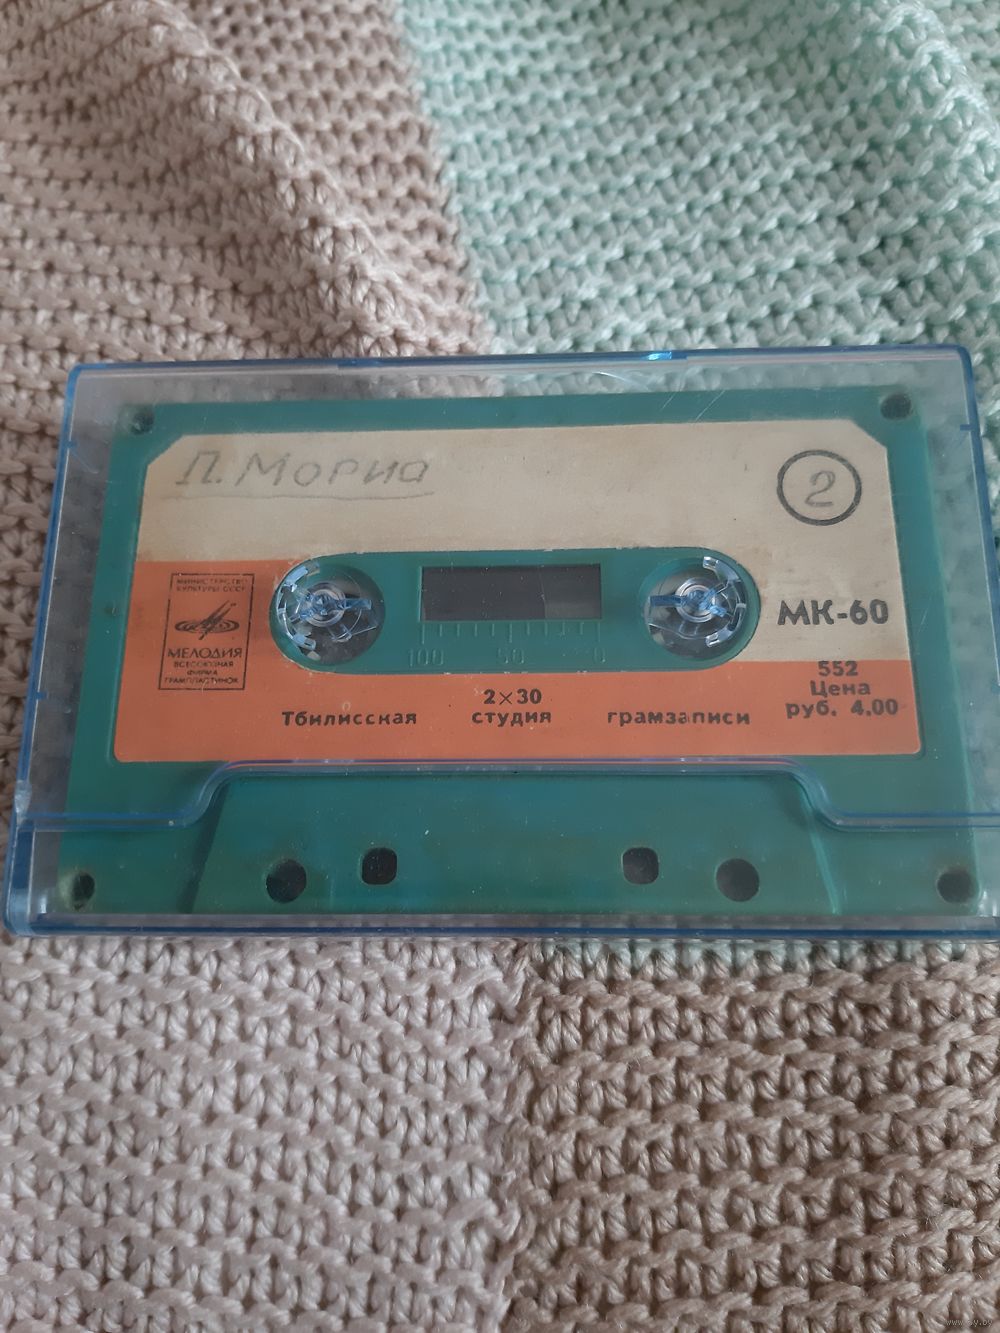 П. Мориа
2
МИНИСТЕРСТВО
КУЛЬТУРЫ СССР
МЕЛОДИЯ
ВСЕСОЮЗНАЯ
ФИРМА
ГРАМПЛАСТИНОК
100 50 0
МК-60
552
Цена
руб. 4.00
2×30
Тбилисская студия грамзаписи